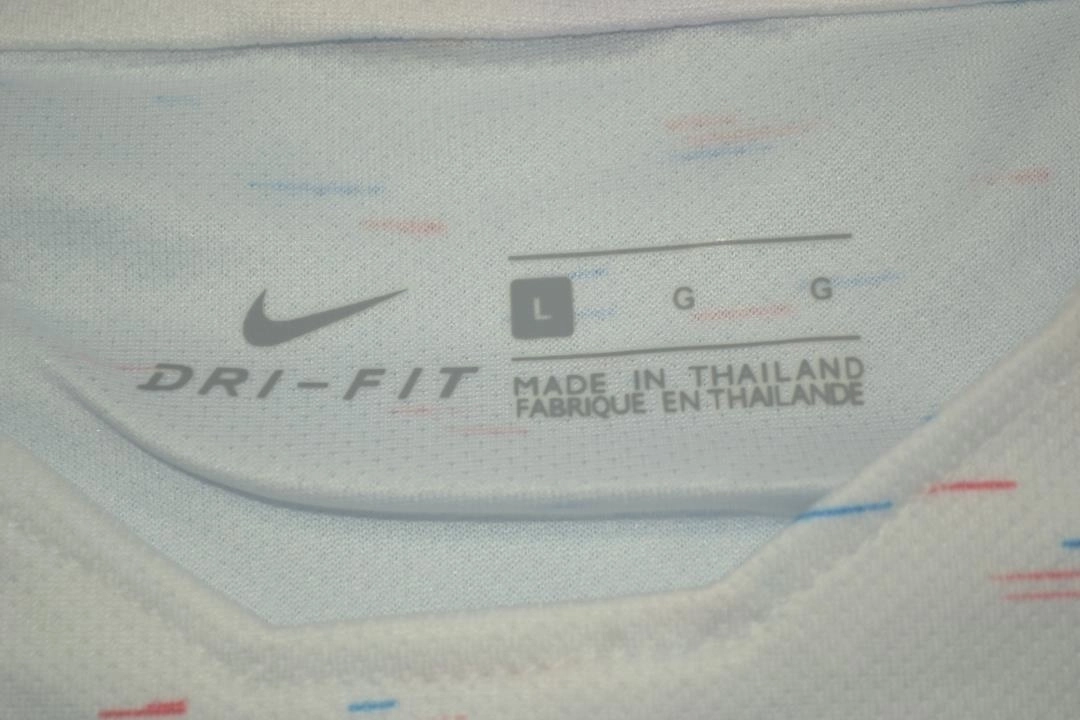 L G G
DRI-FIT
MADE IN THAILAND
FABRIQUE EN THAILANDE